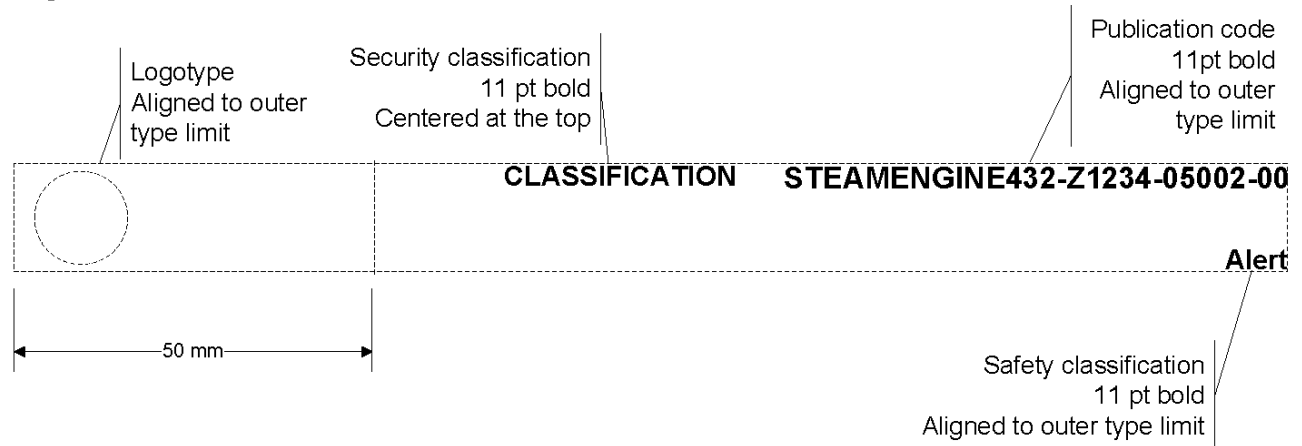 Logotype
Aligned to outer
type limit
Security classification
11 pt bold
Centered at the top
Publication code
11pt bold
Aligned to outer
type limit
CLASSIFICATION
STEAMENGINE432-Z1234-05002-00
Alert
50 mm
Safety classification
11 pt bold
Aligned to outer type limit